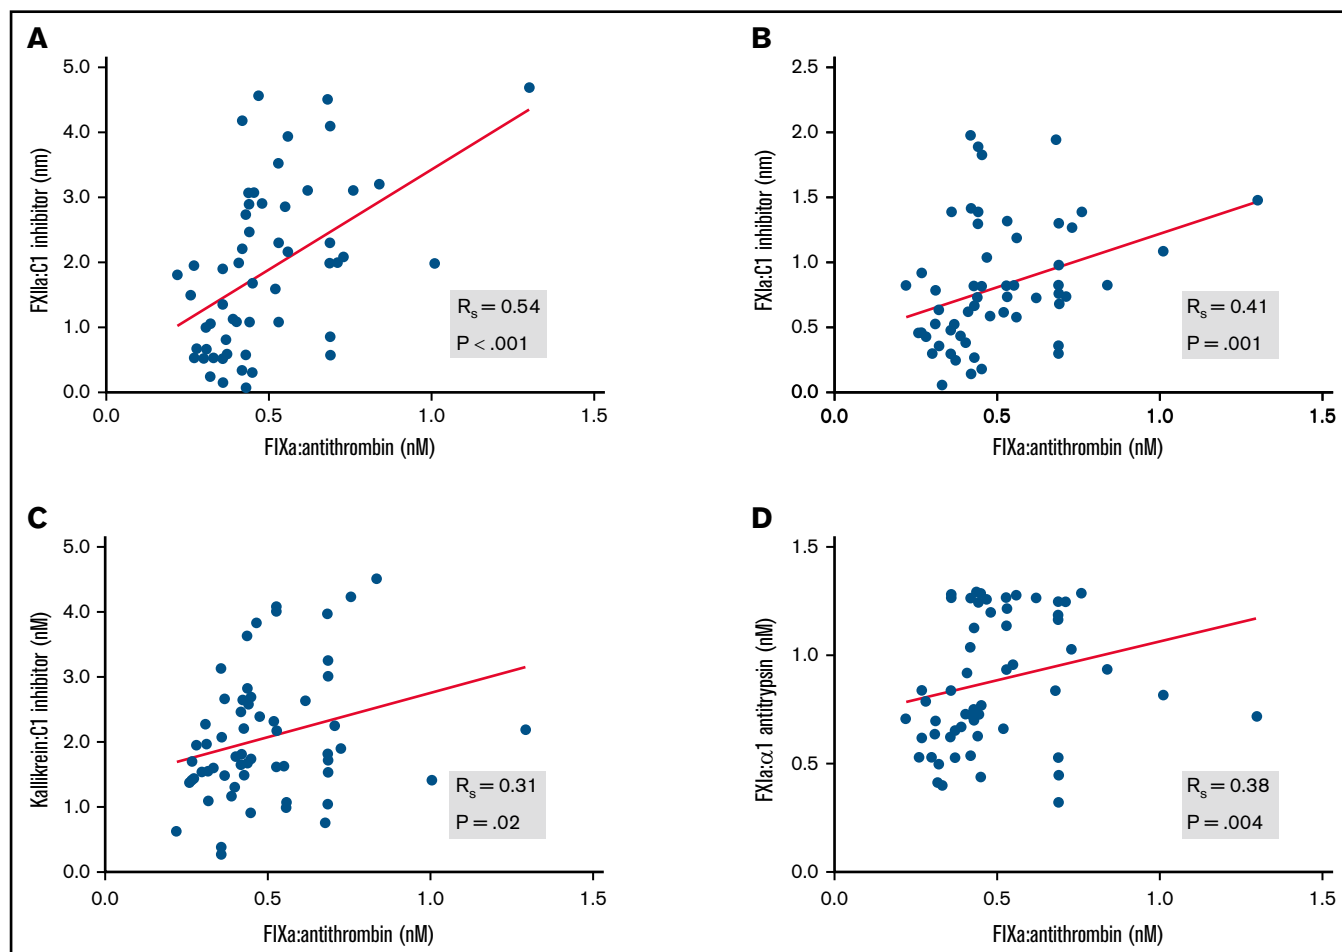 A
5.0
4.0
3.0
2.0
1.0
0.0
FXIIa:C1 inhibitor (nm)
0.0 0.5 1.0 1.5
FIXa:antithrombin (nM)
Rs = 0.54
P < .001
B
2.5
2.0
1.5
1.0
0.5
0.0
FXIa:C1 inhibitor (nm)
0.0 0.5 1.0 1.5
FIXa:antithrombin (nM)
Rs = 0.41
P = .001
C
5.0
4.0
3.0
2.0
1.0
0.0
Kallikrein:C1 inhibitor (nM)
0.0 0.5 1.0 1.5
FIXa:antithrombin (nM)
Rs = 0.31
P = .02
D
1.5
1.0
0.5
0.0
FXIa:α1 antitrypsin (nM)
0.0 0.5 1.0 1.5
FIXa:antithrombin (nM)
Rs = 0.38
P = .004